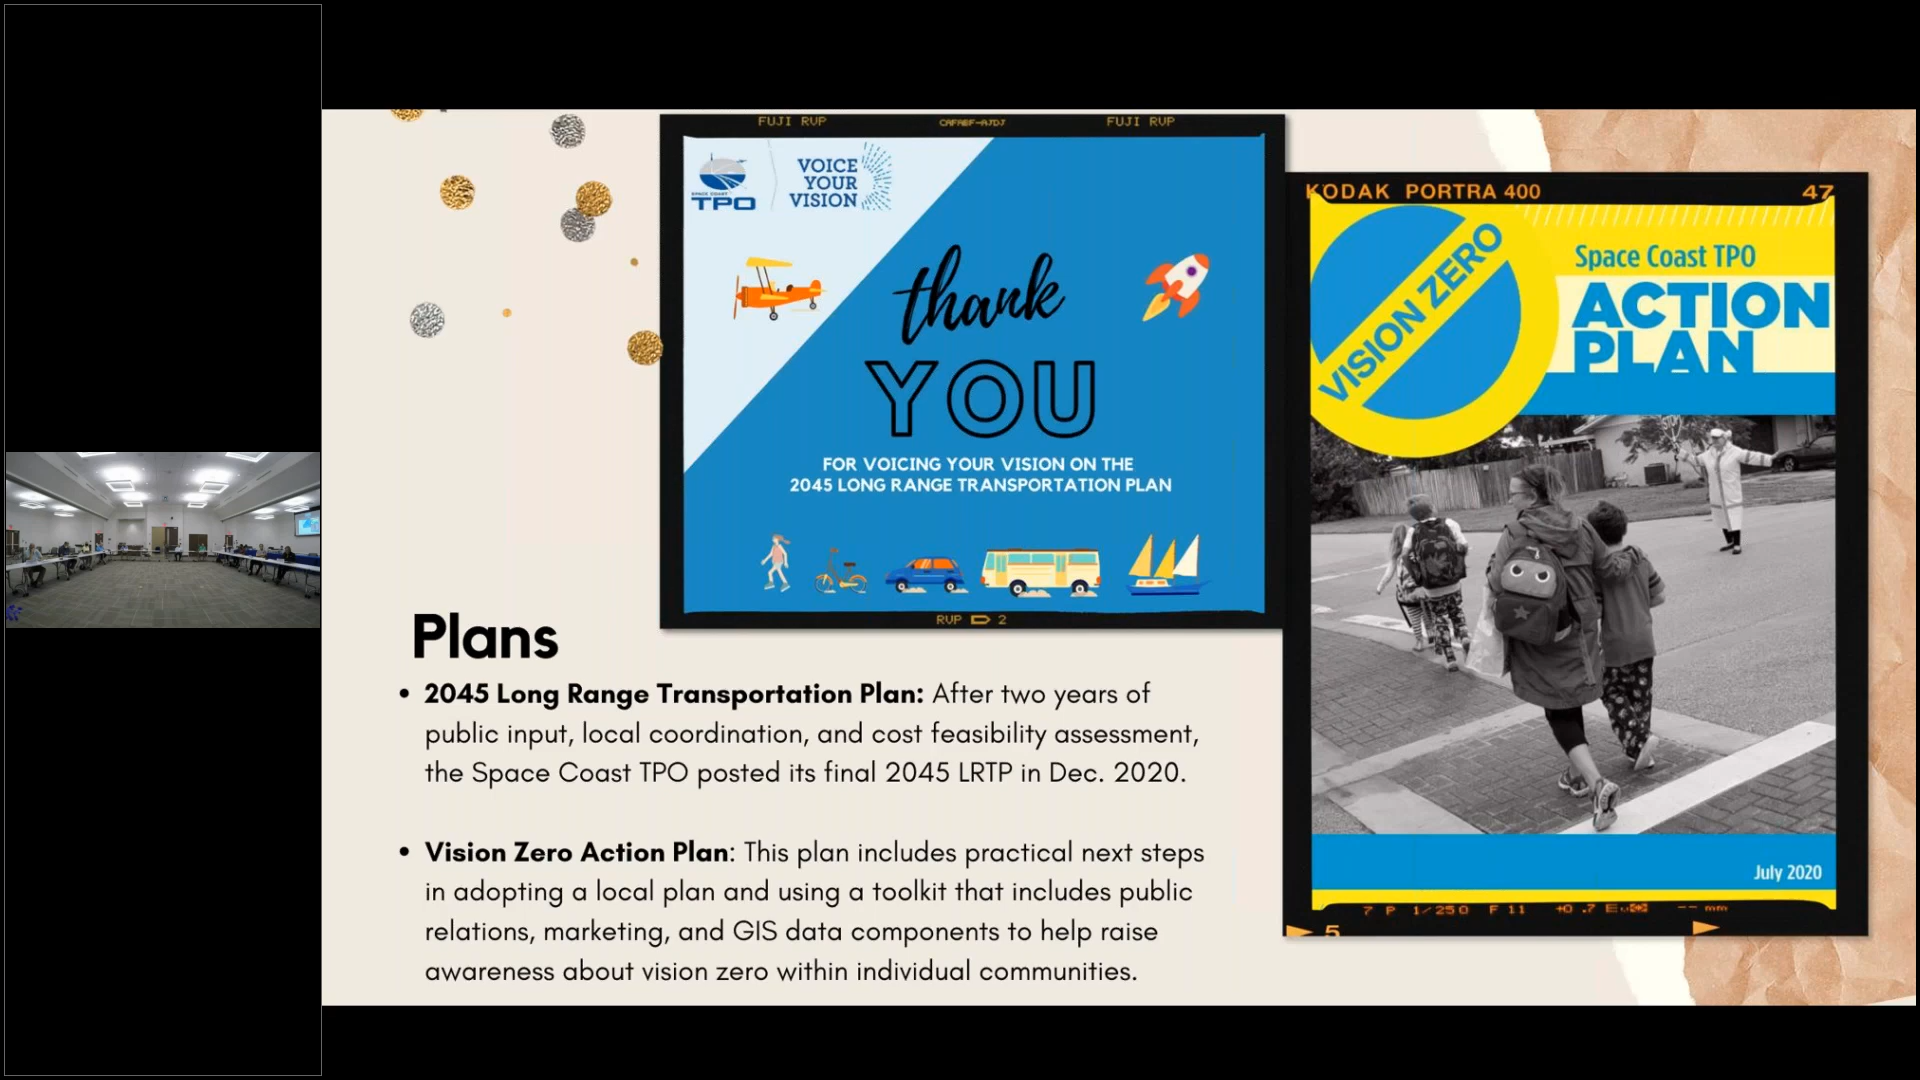 FUJI RVP
FUJI RVP
SPACE COAST
TPO
VOICE
YOUR
VISION
thank
YOU
FOR VOICING YOUR VISION ON THE
2045 LONG RANGE TRANSPORTATION PLAN
RVP 2
KODAK PORTRA 400
47
VISION ZERO
Space Coast TPO
ACTION
PLAN
July 2020
7 P 1/250 F 11
mm
5
Plans
• 2045 Long Range Transportation Plan: After two years of
public input, local coordination, and cost feasibility assessment,
the Space Coast TPO posted its final 2045 LRTP in Dec. 2020.
• Vision Zero Action Plan: This plan includes practical next steps
in adopting a local plan and using a toolkit that includes public
relations, marketing, and GIS data components to help raise
awareness about vision zero within individual communities.